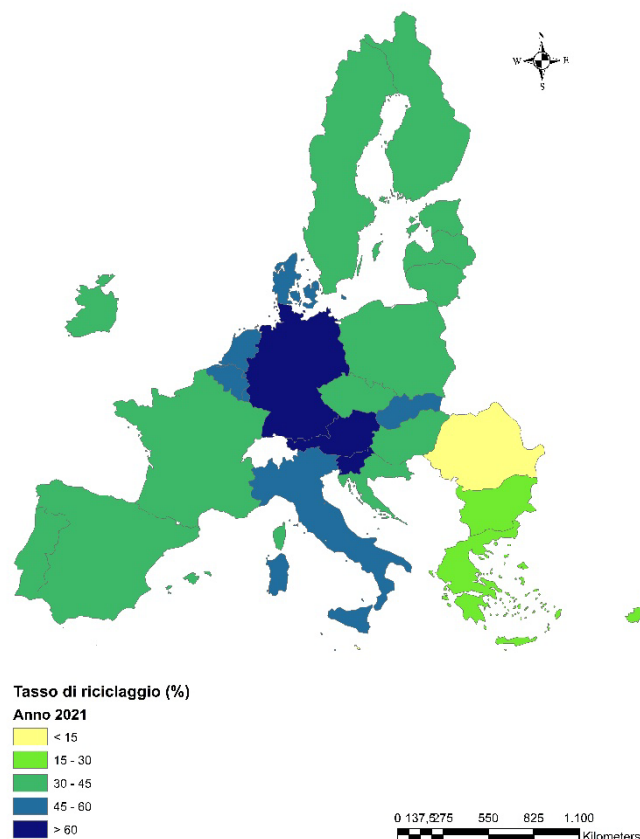 N
W E
S
Tasso di riciclaggio (%)
Anno 2021
< 15
15 - 30
30 - 45
45 - 60
> 60
0 137,5275 550 825 1.100
Kilometers